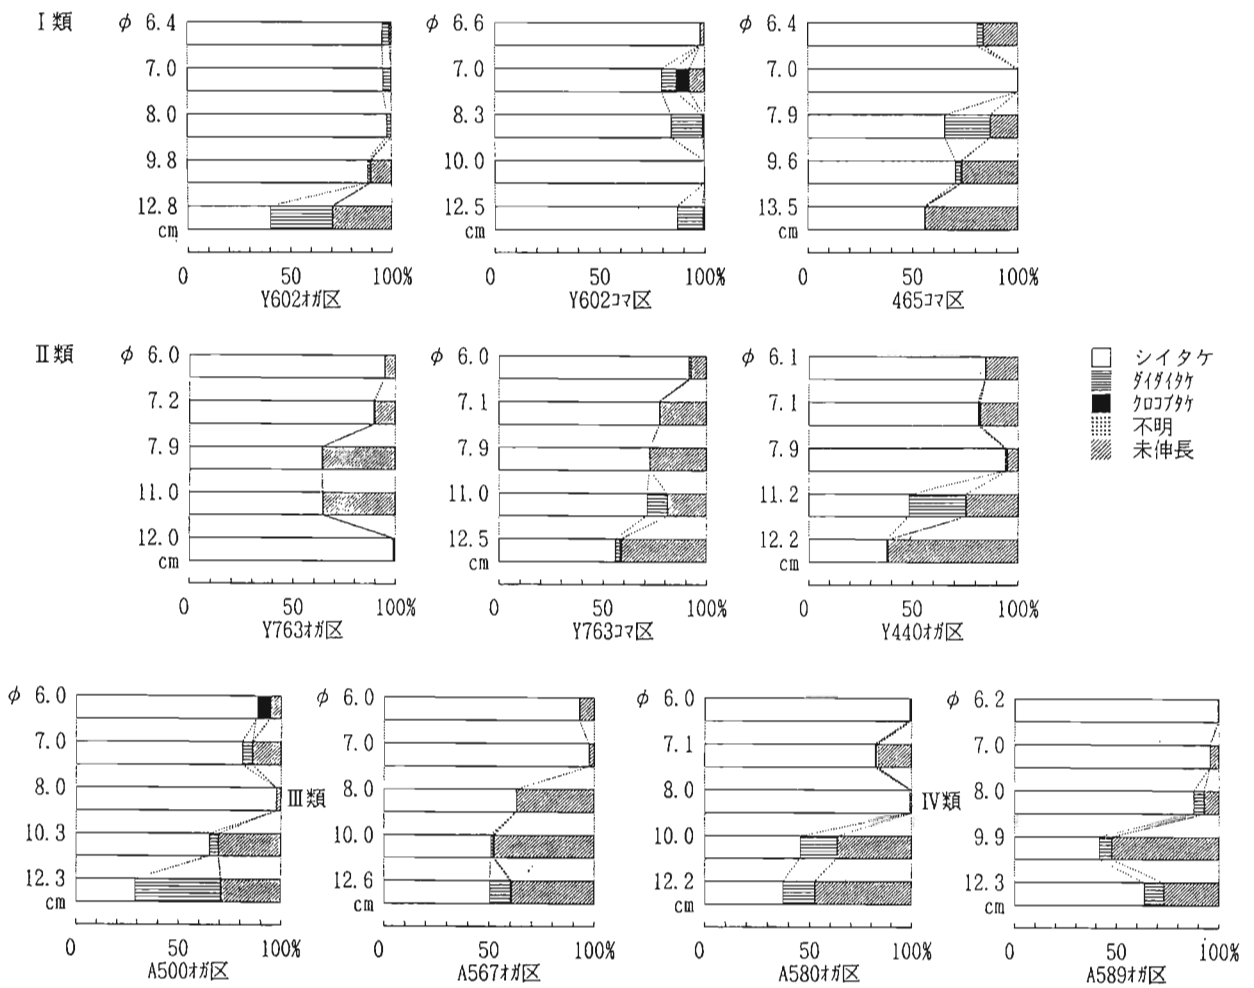 Ⅰ類
φ 6.4
7.0
8.0
9.8
12.8
cm
0 50 100%
Y602オガ区
φ 6.6
7.0
8.3
10.0
12.5
cm
0 50 100%
Y602コマ区
φ 6.4
7.0
7.9
9.6
13.5
cm
0 50 100%
465コマ区
Ⅱ類
φ 6.0
7.2
7.9
11.0
12.0
cm
0 50 100%
Y763オガ区
φ 6.0
7.1
7.9
11.0
12.5
cm
0 50 100%
Y763コマ区
φ 6.1
7.1
7.9
11.2
12.2
cm
0 50 100%
Y440オガ区
シイタケ
ダイダイタケ
クロコブタケ
不明
未伸長
φ 6.0
7.0
8.0
10.3
12.3
cm
0 50 100%
A500オガ区
Ⅲ類
φ 6.0
7.0
8.0
10.0
12.6
cm
0 50 100%
A567オガ区
φ 6.0
7.1
8.0
10.0
12.2
cm
0 50 100%
A580オガ区
Ⅳ類
φ 6.2
7.0
8.0
9.9
12.3
cm
0 50 100%
A589オガ区